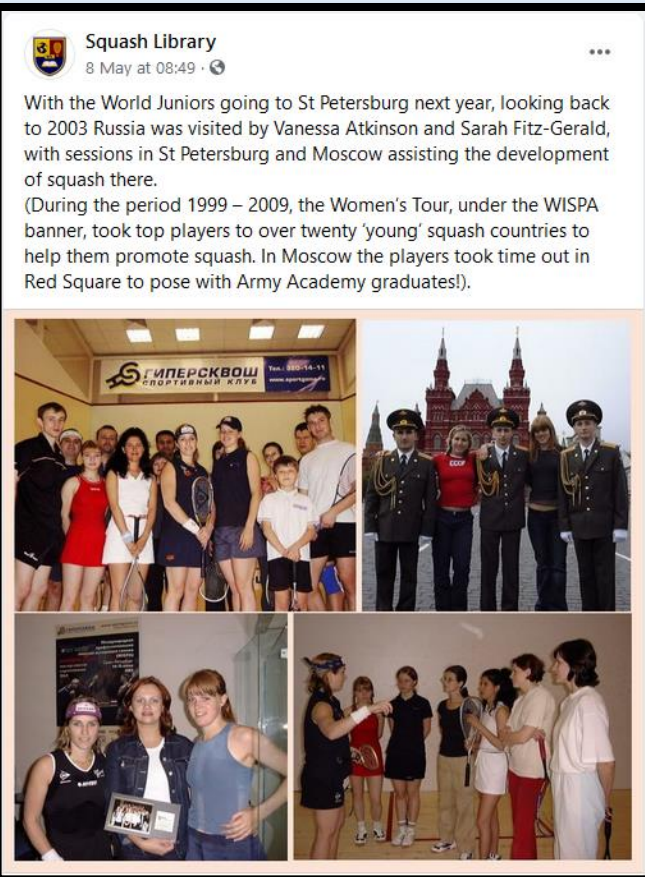 Squash Library
8 May at 08:49 ·
With the World Juniors going to St Petersburg next year, looking back
to 2003 Russia was visited by Vanessa Atkinson and Sarah Fitz-Gerald,
with sessions in St Petersburg and Moscow assisting the development
of squash there.
(During the period 1999 – 2009, the Women's Tour, under the WISPA
banner, took top players to over twenty 'young' squash countries to
help them promote squash. In Moscow the players took time out in
Red Square to pose with Army Academy graduates!).
ГИПЕРСКВОШ
СПОРТИВНЫЙ КЛУБ
Тел.:
CCCP
ГИПЕРСКВОШ